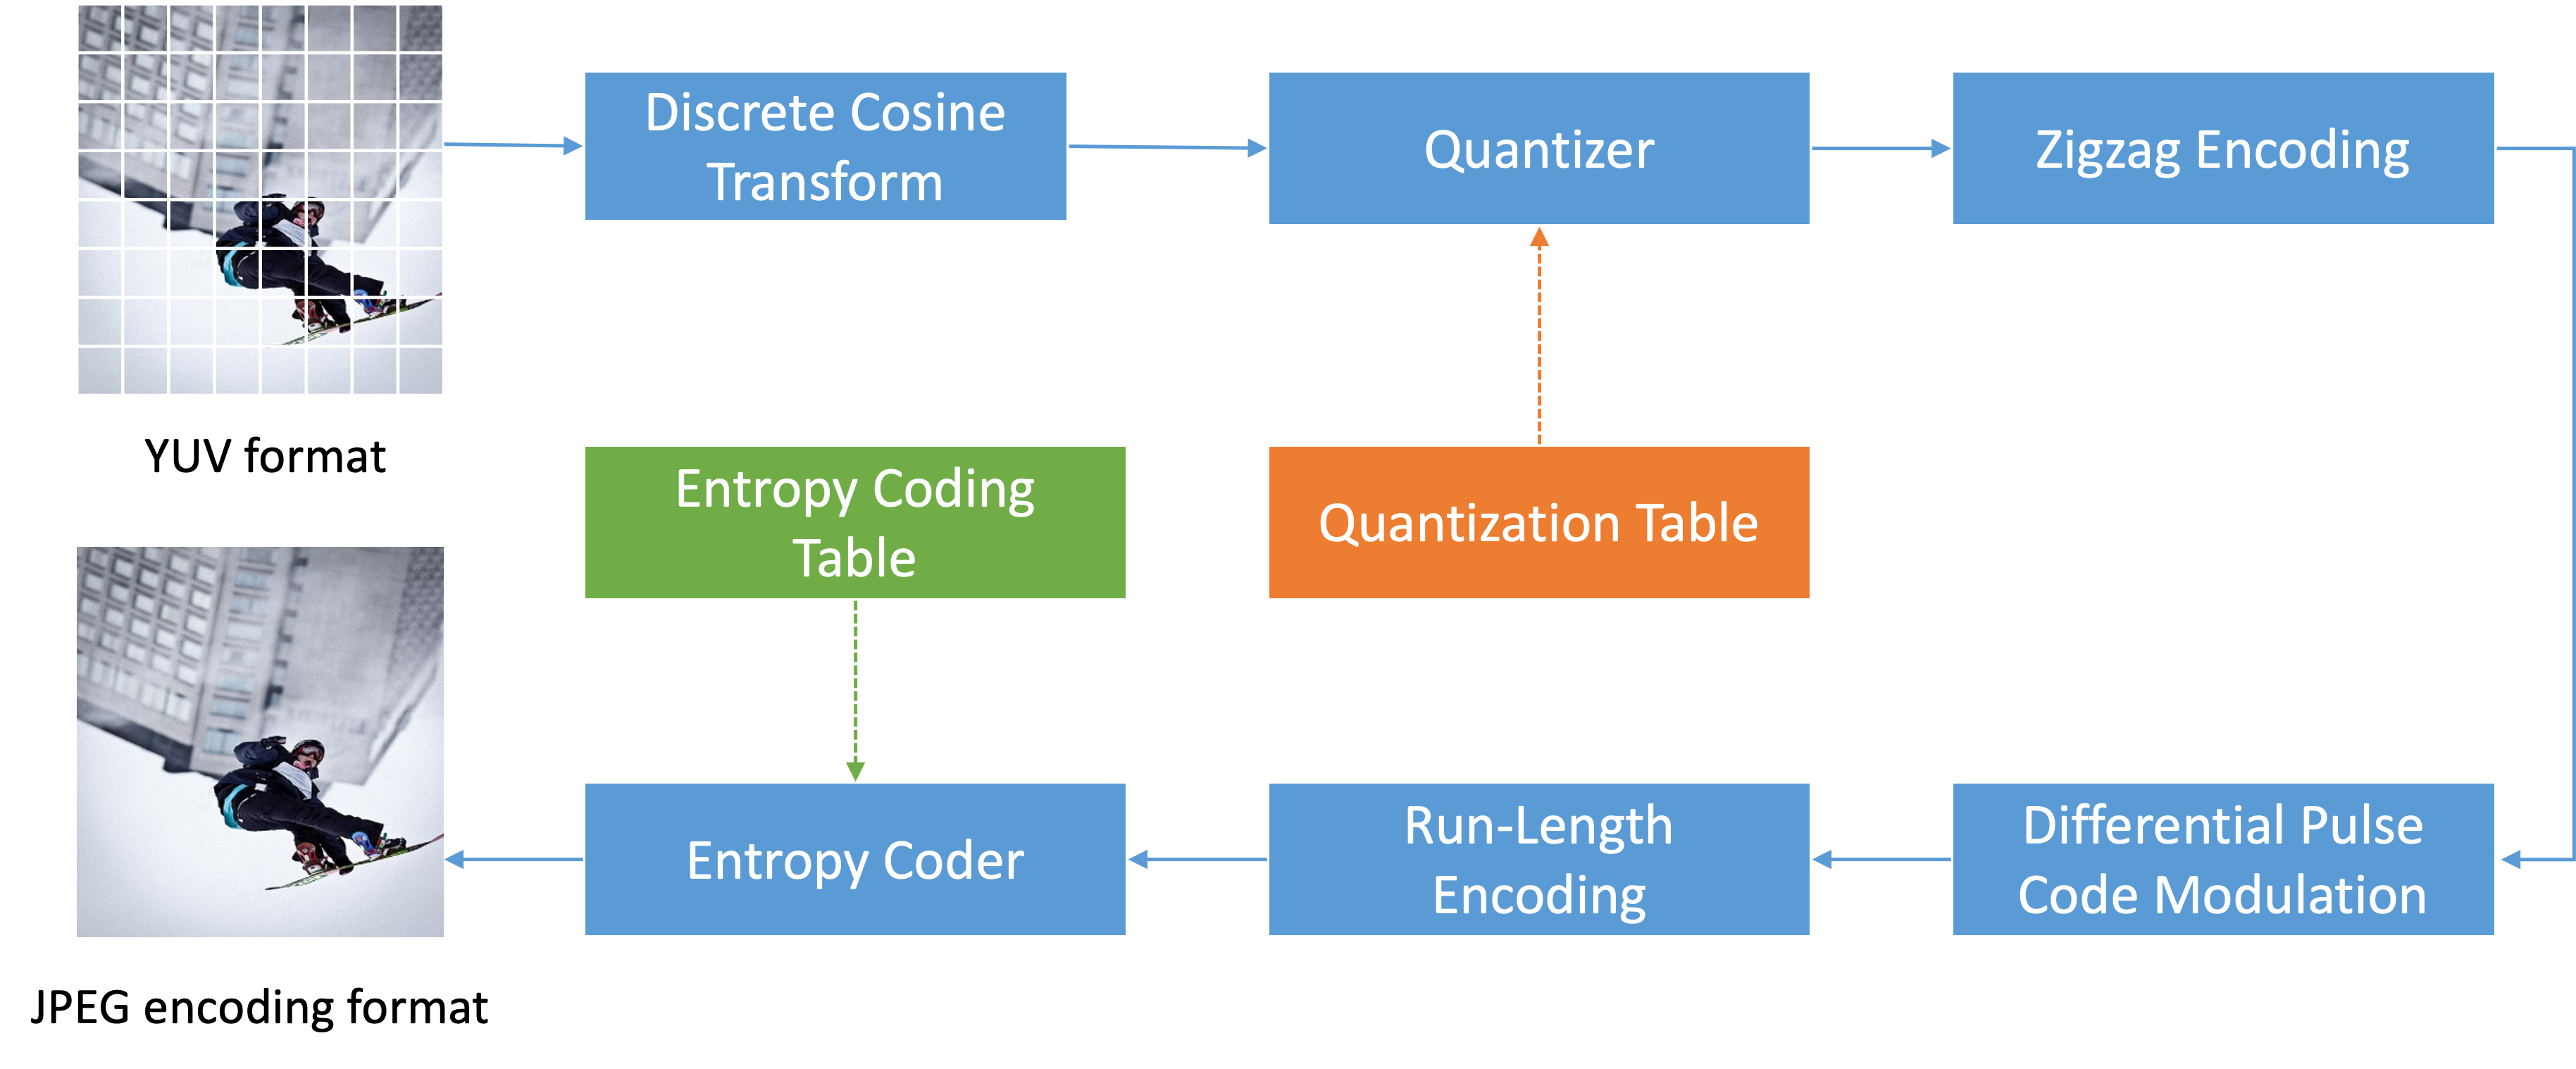 Discrete Cosine
Transform
Quantizer
Zigzag Encoding
YUV format
Entropy Coding
Table
Quantization Table
Entropy Coder
Run-Length
Encoding
Differential Pulse
Code Modulation
JPEG encoding format